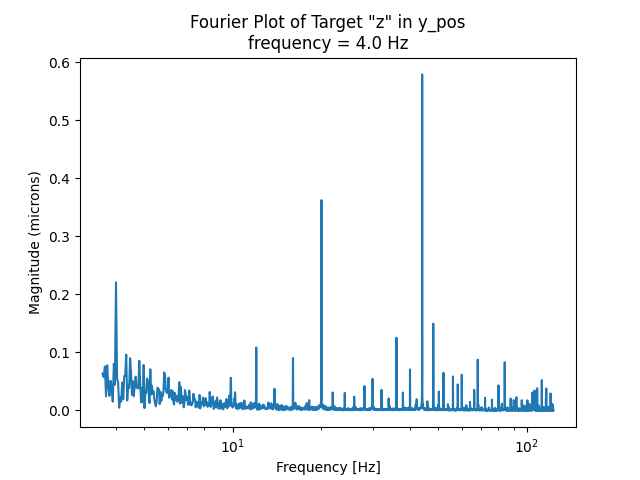 Fourier Plot of Target "z" in y_pos
frequency = 4.0 Hz
0.6
0.5
0.4
0.3
0.2
0.1
0.0
Magnitude (microns)
10¹
10²
Frequency [Hz]